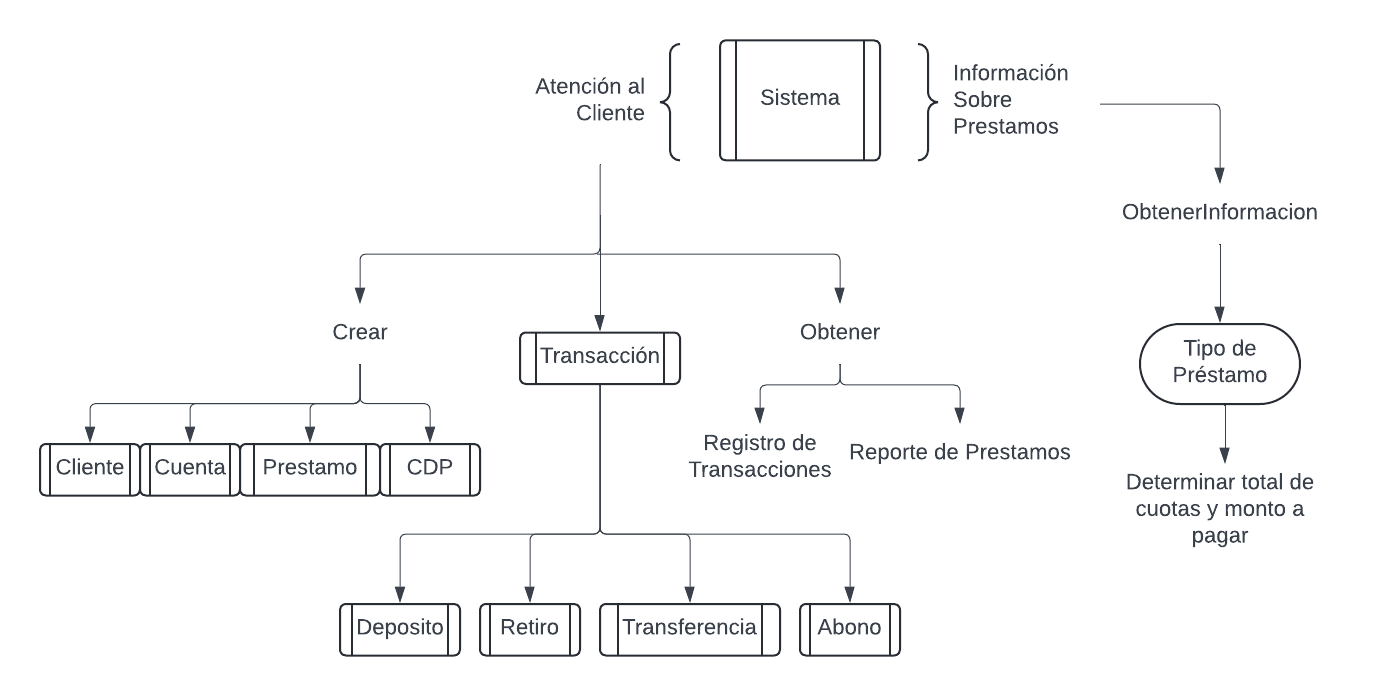 Atención al
Cliente
Sistema
Información
Sobre
Prestamos
ObtenerInformacion
Crear
Transacción
Obtener
Tipo de
Préstamo
Cliente
Cuenta
Prestamo
CDP
Registro de
Transacciones
Reporte de Prestamos
Determinar total de
cuotas y monto a
pagar
Deposito
Retiro
Transferencia
Abono